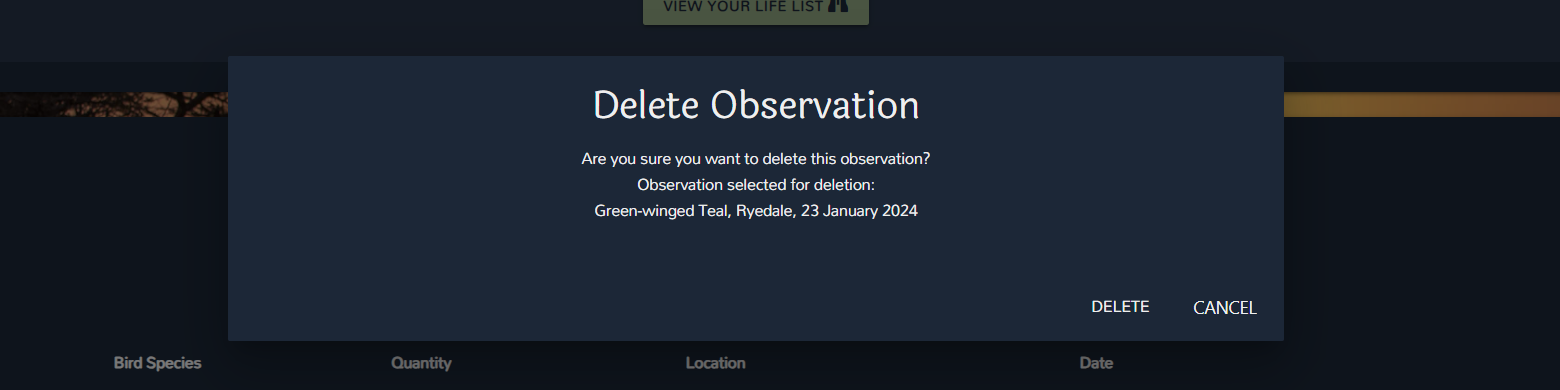 VIEW YOUR LIFE LIST
Delete Observation
Are you sure you want to delete this observation?
Observation selected for deletion:
Green-winged Teal, Ryedale, 23 January 2024
DELETE CANCEL
Bird Species Quantity Location Date